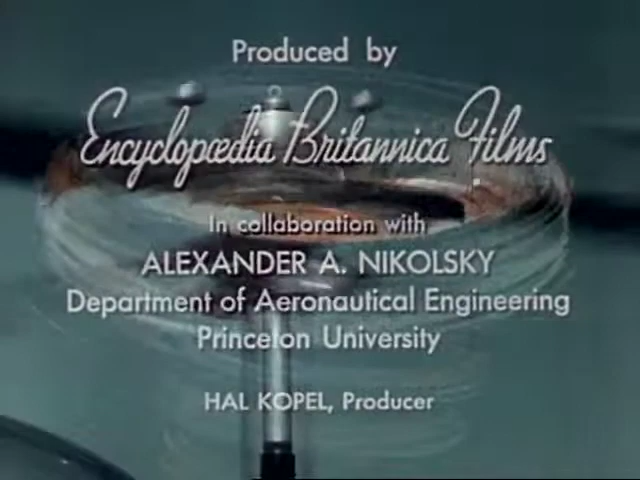 Produced by
Encyclopædia Britannica Films
In collaboration with
ALEXANDER A. NIKOLSKY
Department of Aeronautical Engineering
Princeton University
HAL KOPEL, Producer